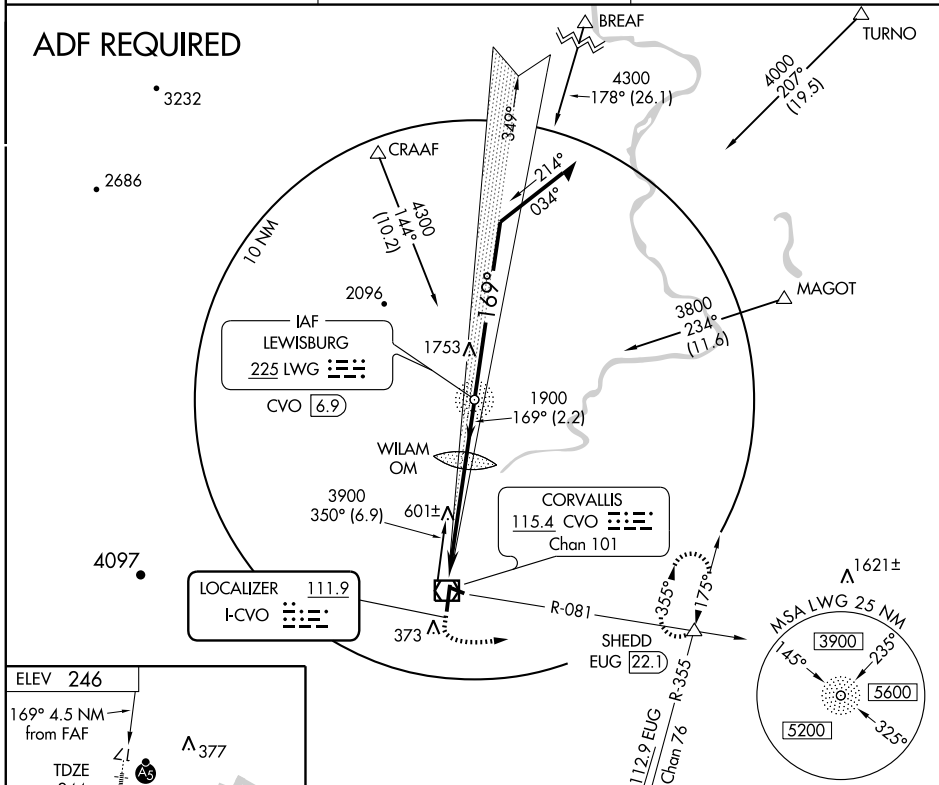 ADF REQUIRED
BREAF
TURNO
4300
178° (26.1)
4000
207°
(19.5)
3232
349°
CRAAF
214°
034°
2686
4300
144°
(10.2)
10 NM
169°
MAGOT
2096
3800
234°
(11.6)
IAF
LEWISBURG
225 LWG
CVO 6.9
1753
1900
169° (2.2)
WILAM
OM
3900
350° (6.9)
601±
CORVALLIS
115.4 CVO
Chan 101
4097
LOCALIZER 111.9
I-CVO
R-081
355°
175°
1621±
373
SHEDD
EUG 22.1
MSA LWG 25 NM
3900
145°
235°
5600
5200
325°
R-355
112.9 EUG
Chan 76
ELEV 246
169° 4.5 NM
from FAF
17
377
TDZE
A5